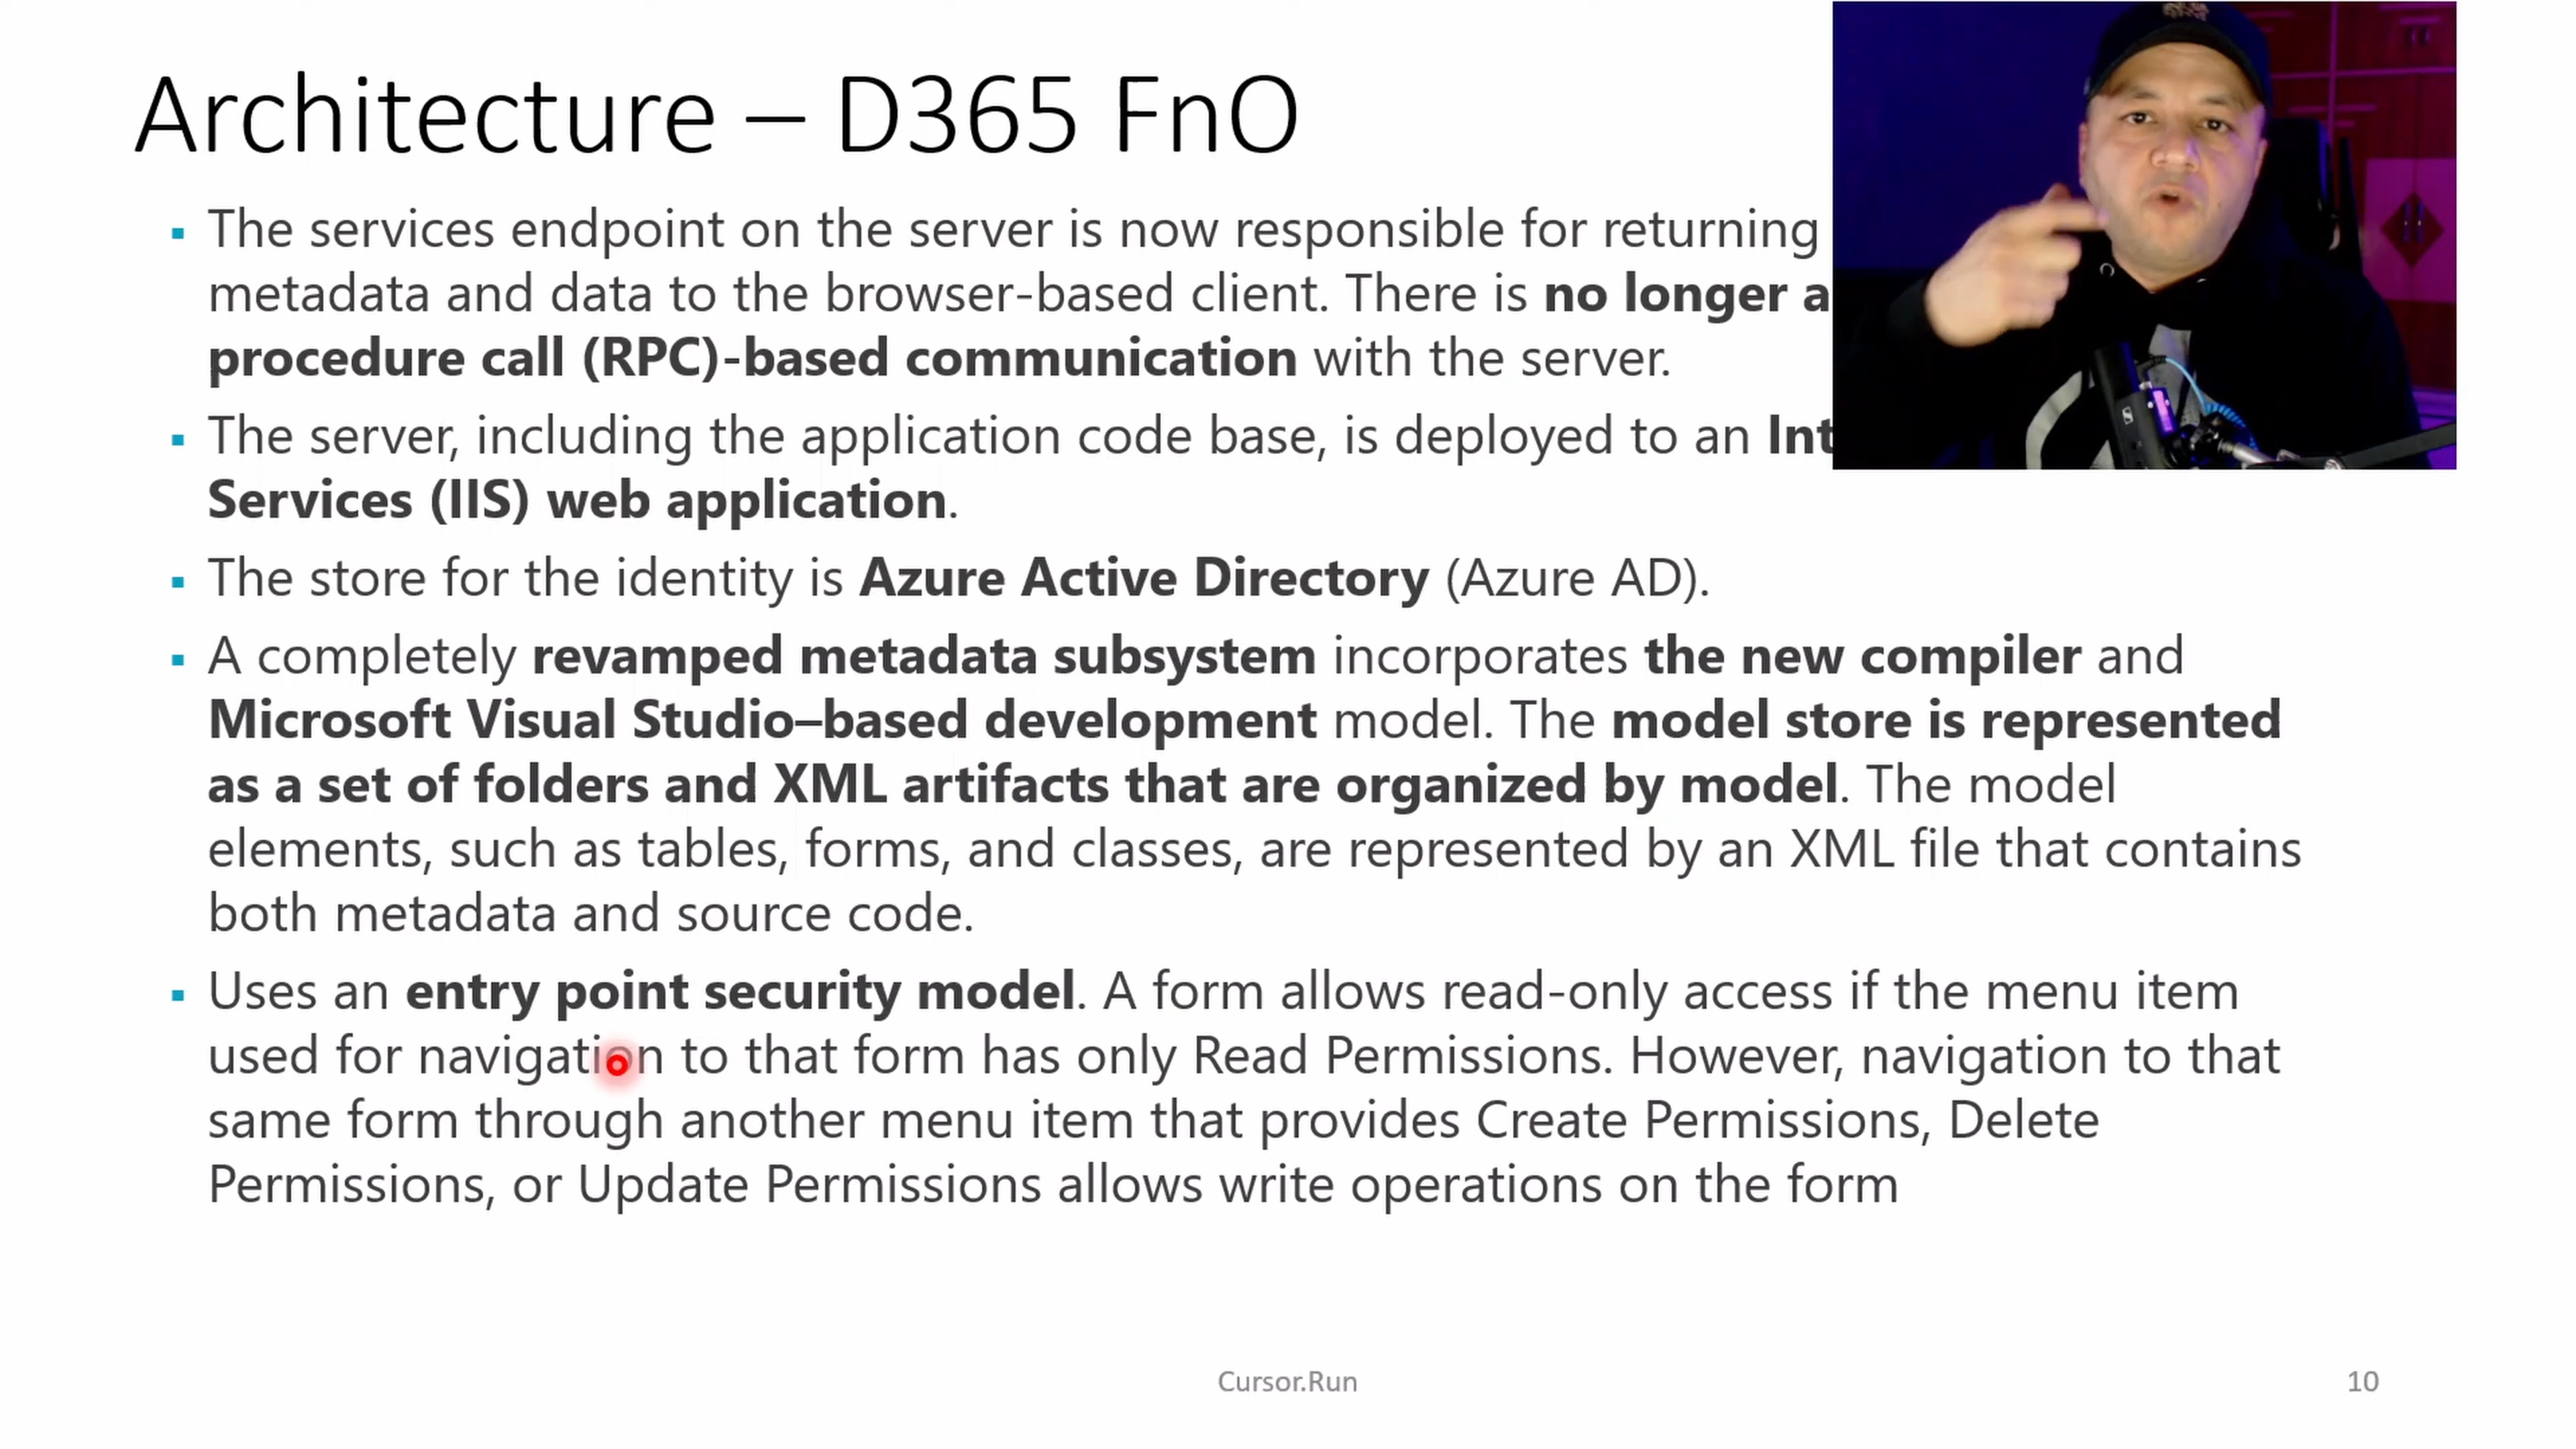 Architecture – D365 FnO
▪ The services endpoint on the server is now responsible for returning
metadata and data to the browser-based client. There is no longer a
procedure call (RPC)-based communication with the server.
▪ The server, including the application code base, is deployed to an
Services (IIS) web application.
▪ The store for the identity is Azure Active Directory (Azure AD).
▪ A completely revamped metadata subsystem incorporates the new compiler and
Microsoft Visual Studio–based development model. The model store is represented
as a set of folders and XML artifacts that are organized by model. The model
elements, such as tables, forms, and classes, are represented by an XML file that contains
both metadata and source code.
▪ Uses an entry point security model. A form allows read-only access if the menu item
used for navigation to that form has only Read Permissions. However, navigation to that
same form through another menu item that provides Create Permissions, Delete
Permissions, or Update Permissions allows write operations on the form
Cursor.Run
10